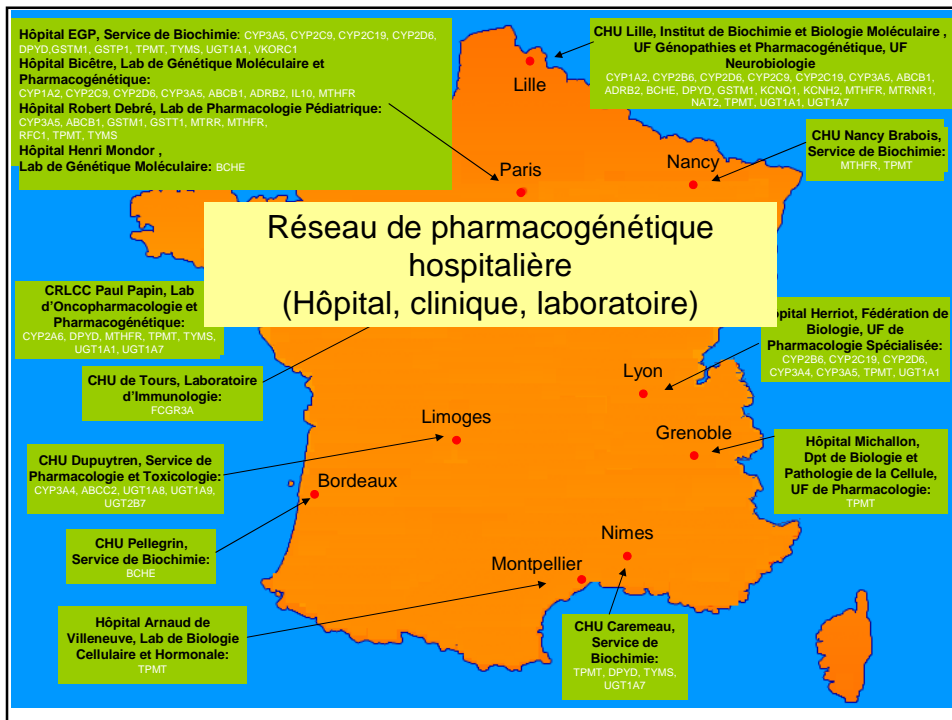 Hôpital EGP, Service de Biochimie: CYP3A5, CYP2C9, CYP2C19, CYP2D6,
DPYD,GSTM1, GSTP1, TPMT, TYMS, UGT1A1, VKORC1
Hôpital Bicêtre, Lab de Génétique Moléculaire et
Pharmacogénétique:
CYP1A2, CYP2C9, CYP2D6, CYP3A5, ABCB1, ADRB2, IL10, MTHFR
Hôpital Robert Debré, Lab de Pharmacologie Pédiatrique:
CYP3A5, ABCB1, GSTM1, GSTT1, MTRR, MTHFR,
RFC1, TPMT, TYMS
Hôpital Henri Mondor ,
Lab de Génétique Moléculaire: BCHE
CHU Lille, Institut de Biochimie et Biologie Moléculaire ,
UF Génopathies et Pharmacogénétique, UF
Neurobiologie
CYP1A2, CYP2B6, CYP2D6, CYP2C9, CYP2C19, CYP3A5, ABCB1,
ADRB2, BCHE, DPYD, GSTM1, KCNQ1, KCNH2, MTHFR, MTRNR1,
NAT2, TPMT, UGT1A1, UGT1A7
Lille
CHU Nancy Brabois,
Service de Biochimie:
MTHFR, TPMT
Paris
Nancy
Réseau de pharmacogénétique
hospitalière
(Hôpital, clinique, laboratoire)
CRLCC Paul Papin, Lab
d'Oncopharmacologie et
Pharmacogénétique:
CYP2A6, DPYD, MTHFR, TPMT, TYMS,
UGT1A1, UGT1A7
ôpital Herriot, Fédération de
Biologie, UF de
Pharmacologie Spécialisée:
CYP2B6, CYP2C19, CYP2D6,
CYP3A4, CYP3A5, TPMT, UGT1A1
CHU de Tours, Laboratoire
d'Immunologie:
FCGR3A
Lyon
Limoges
Grenoble
Hôpital Michallon,
Dpt de Biologie et
Pathologie de la Cellule,
UF de Pharmacologie:
TPMT
CHU Dupuytren, Service de
Pharmacologie et Toxicologie:
CYP3A4, ABCC2, UGT1A8, UGT1A9,
UGT2B7
Bordeaux
CHU Pellegrin,
Service de Biochimie:
BCHE
Nimes
Montpellier
Hôpital Arnaud de
Villeneuve, Lab de Biologie
Cellulaire et Hormonale:
TPMT
CHU Caremeau,
Service de
Biochimie:
TPMT, DPYD, TYMS,
UGT1A7